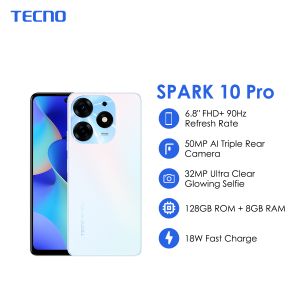 TECNO
SPARK 10 Pro
6.8" FHD+ 90Hz
Refresh Rate
50MP AI Triple Rear
Camera
32MP Ultra Clear
Glowing Selfie
128GB ROM + 8GB RAM
18W Fast Charge
TECNO